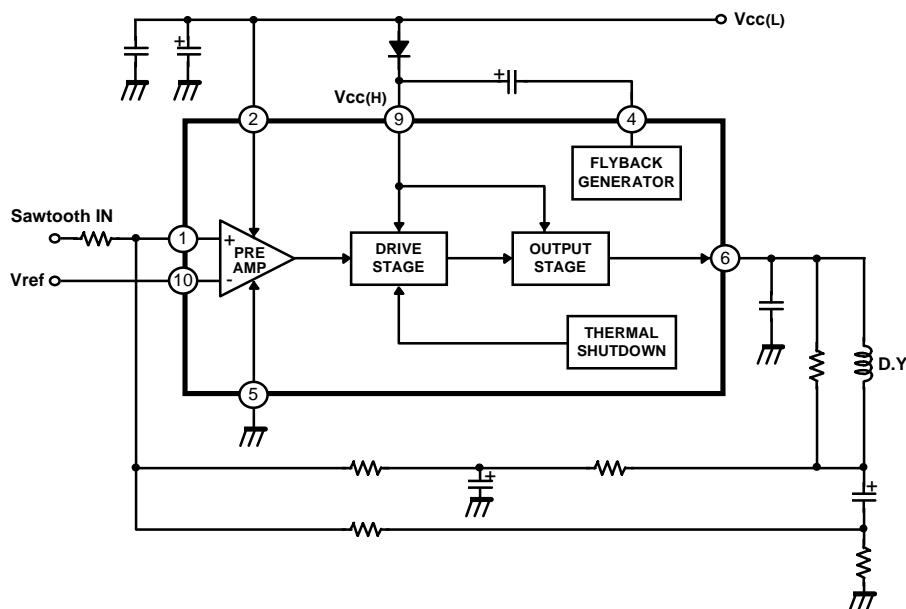 Vcc(L)
+
+
Vcc(H)
2
9
4
FLYBACK
GENERATOR
Sawtooth IN
1
+
PRE
AMP
-
DRIVE
STAGE
OUTPUT
STAGE
6
Vref
10
THERMAL
SHUTDOWN
D.Y
5
+
+